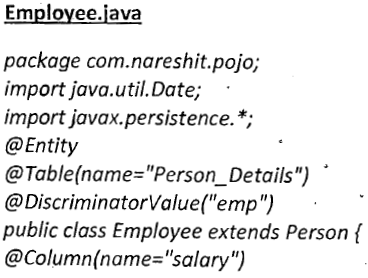 Employee.java
package com.nareshit.pojo;
import java.util.Date;
import javax.persistence.*;
@Entity
@Table(name="Person_Details")
@DiscriminatorValue("emp")
public class Employee extends Person {
@Column(name="salary")